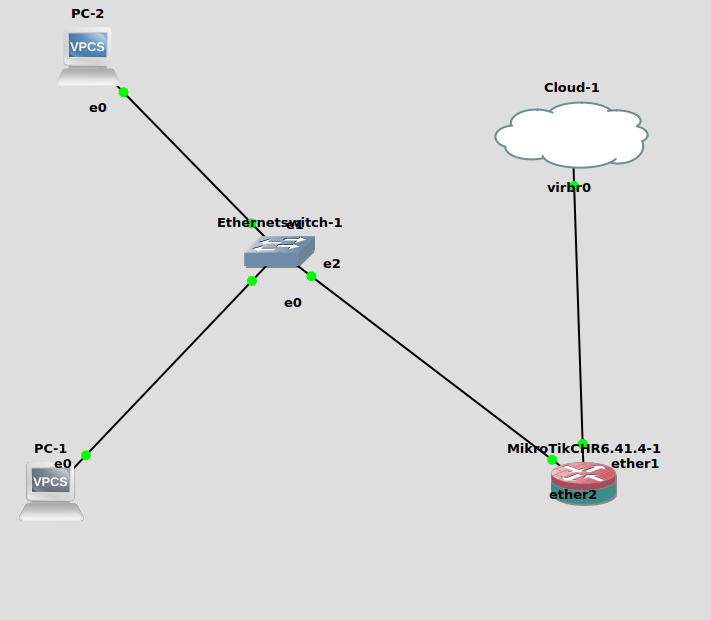 PC-2
VPCS
e0
Cloud-1
virbr0
Ethernetswitch-1
e1
e2
e0
PC-1
e0
VPCS
MikroTikCHR6.41.4-1
ether1
ether2